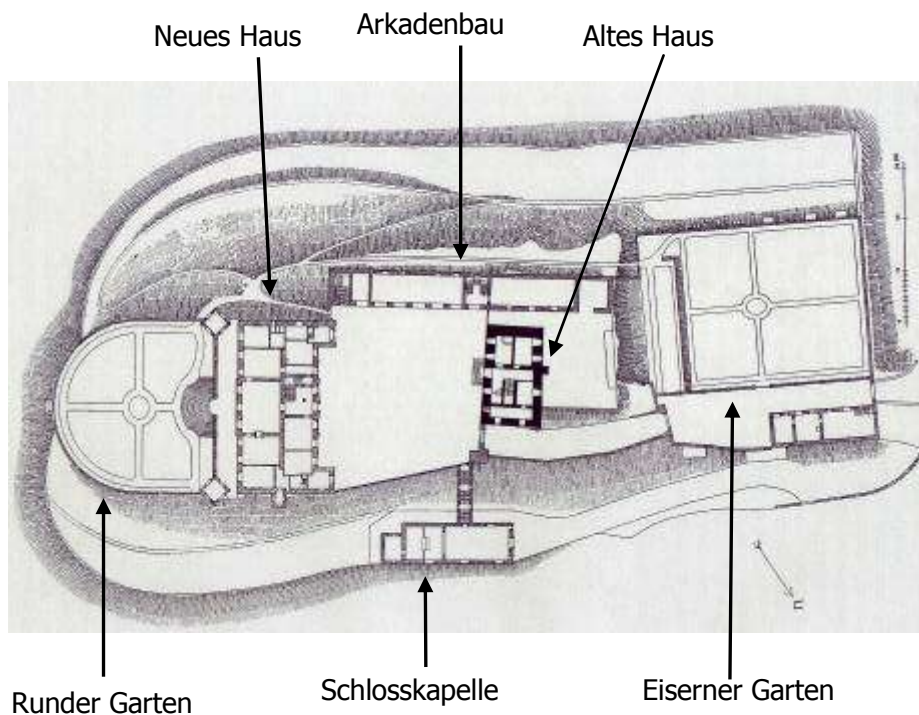 Neues Haus
Arkadenbau
Altes Haus
Runder Garten
Schlosskapelle
Eiserner Garten